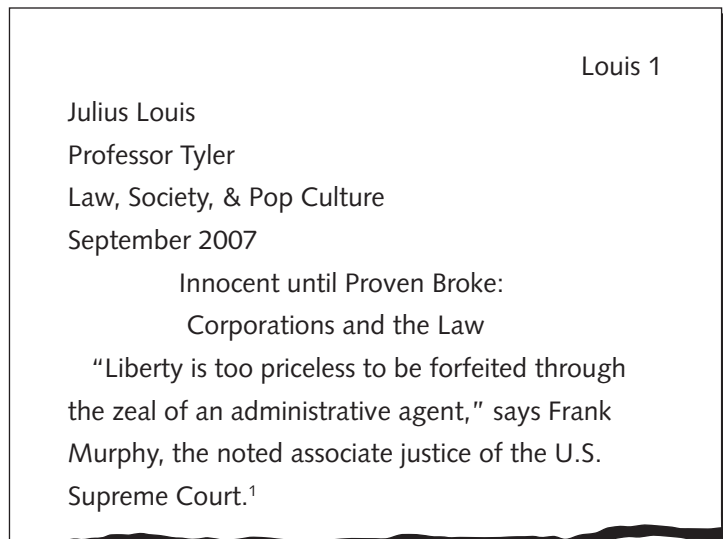 Louis 1
Julius Louis
Professor Tyler
Law, Society, & Pop Culture
September 2007
Innocent until Proven Broke:
Corporations and the Law
“Liberty is too priceless to be forfeited through
the zeal of an administrative agent,” says Frank
Murphy, the noted associate justice of the U.S.
Supreme Court.¹